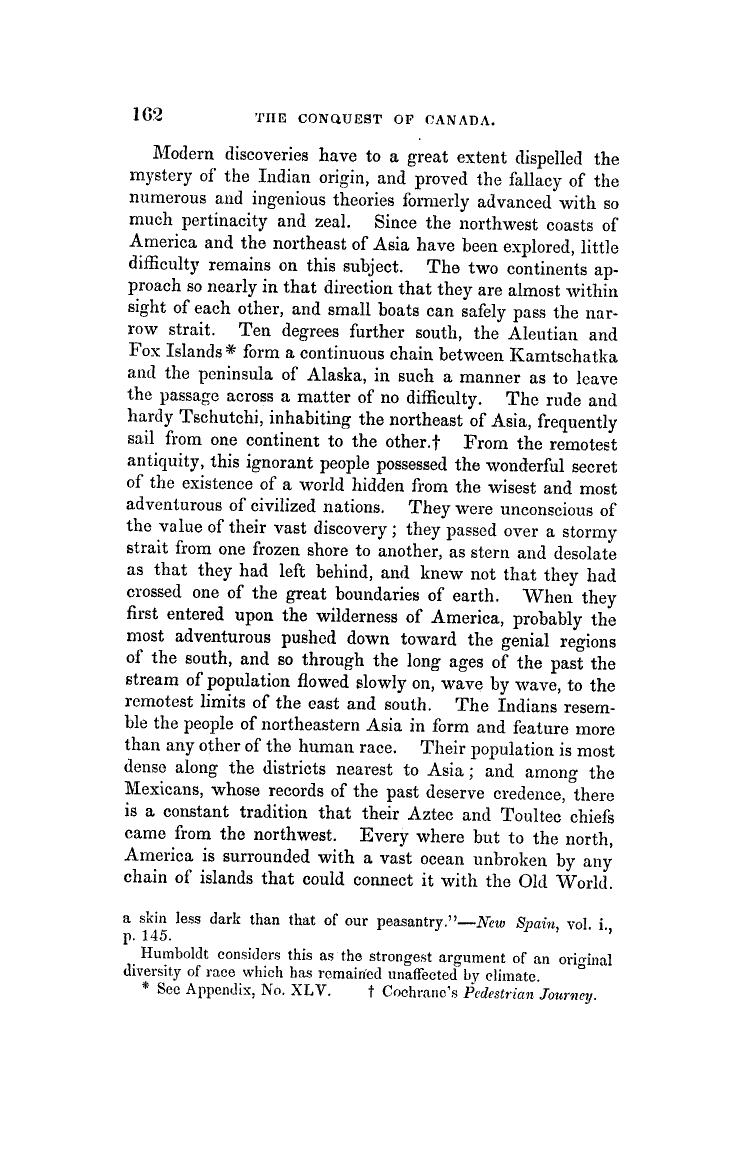 162 THE CONQUEST OF CANADA.
Modern discoveries have to a great extent dispelled the
mystery of the Indian origin, and proved the fallacy of the
numerous and ingenious theories formerly advanced with so
much pertinacity and zeal. Since the northwest coasts of
America and the northeast of Asia have been explored, little
difficulty remains on this subject. The two continents ap-
proach so nearly in that direction that they are almost within
sight of each other, and small boats can safely pass the nar-
row strait. Ten degrees further south, the Aleutian and
Fox Islands* form a continuous chain between Kamtschatka
and the peninsula of Alaska, in such a manner as to leave
the passage across a matter of no difficulty. The rude and
hardy Tschutchi, inhabiting the northeast of Asia, frequently
sail from one continent to the other.† From the remotest
antiquity, this ignorant people possessed the wonderful secret
of the existence of a world hidden from the wisest and most
adventurous of civilized nations. They were unconscious of
the value of their vast discovery; they passed over a stormy
strait from one frozen shore to another, as stern and desolate
as that they had left behind, and knew not that they had
crossed one of the great boundaries of earth. When they
first entered upon the wilderness of America, probably the
most adventurous pushed down toward the genial regions
of the south, and so through the long ages of the past the
stream of population flowed slowly on, wave by wave, to the
remotest limits of the east and south. The Indians resem-
ble the people of northeastern Asia in form and feature more
than any other of the human race. Their population is most
dense along the districts nearest to Asia; and among the
Mexicans, whose records of the past deserve credence, there
is a constant tradition that their Aztec and Toultec chiefs
came from the northwest. Every where but to the north,
America is surrounded with a vast ocean unbroken by any
chain of islands that could connect it with the Old World.
a skin less dark than that of our peasantry."—New Spain, vol. i.,
p. 145.
Humboldt considers this as the strongest argument of an original
diversity of race which has remained unaffected by climate.
* See Appendix, No. XLV. † Cochrane's Pedestrian Journey.